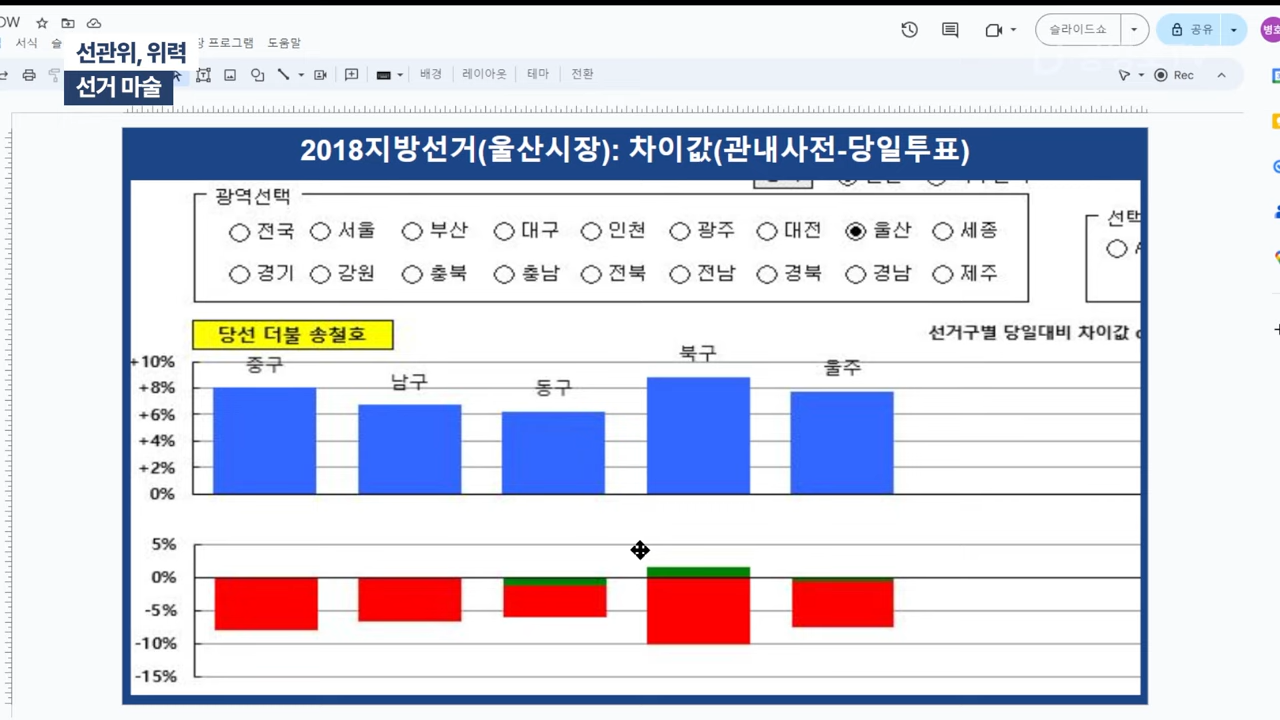 OW
서식
프로그램
도움말
슬라이드쇼
공유
병호
선관위, 위력
선거 마술
배경
레이아웃
테마
전환
Rec
2018지방선거(울산시장): 차이값(관내사전-당일투표)
광역선택
전국 서울 부산 대구 인천 광주 대전 울산 세종
경기 강원 충북 충남 전북 전남 경북 경남 제주
선택
당선 더불 송철호
선거구별 당일대비 차이값
+10%
+8%
+6%
+4%
+2%
0%
중구
남구
동구
북구
울주
5%
0%
-5%
-10%
-15%